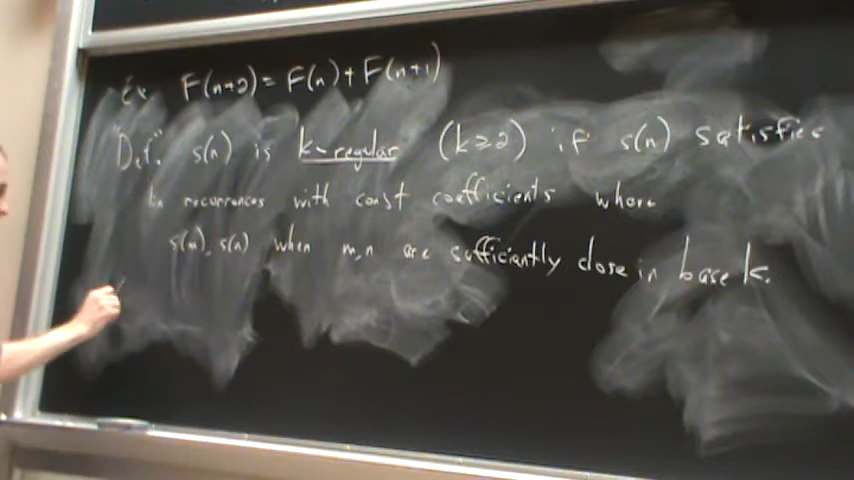 Ex. F(n+2) = F(n) + F(n+1)
"Def." s(n) is k-regular (k≥2) if s(n) satisfies
recurrences with const coefficients where
s(m), s(n) when m,n are sufficiently close in base k.